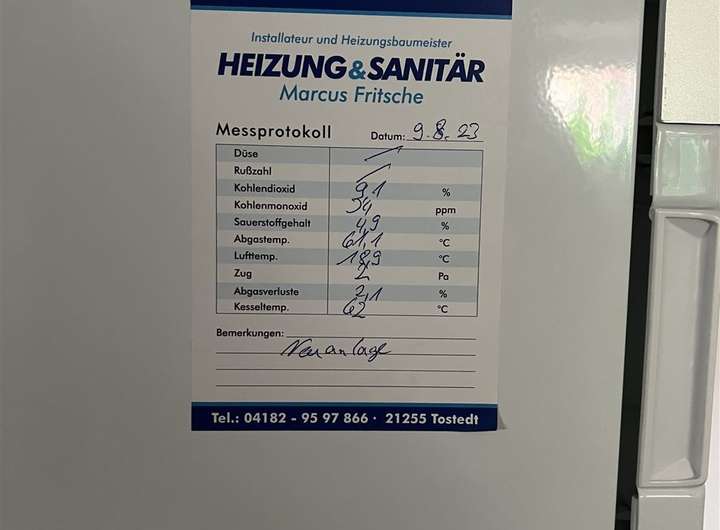 Installateur und Heizungsbaumeister
HEIZUNG&SANITÄR
Marcus Fritsche
Messprotokoll Datum: 9.8.23
Düse
Rußzahl
Kohlendioxid 9,1 %
Kohlenmonoxid 34 ppm
Sauerstoffgehalt 4,9 %
Abgastemp. 61,1 °C
Lufttemp. 18,9 °C
Zug 2 Pa
Abgasverluste 2,1 %
Kesseltemp. 62 °C
Bemerkungen:
Neuanlage
Tel.: 04182 - 95 97 866 · 21255 Tostedt